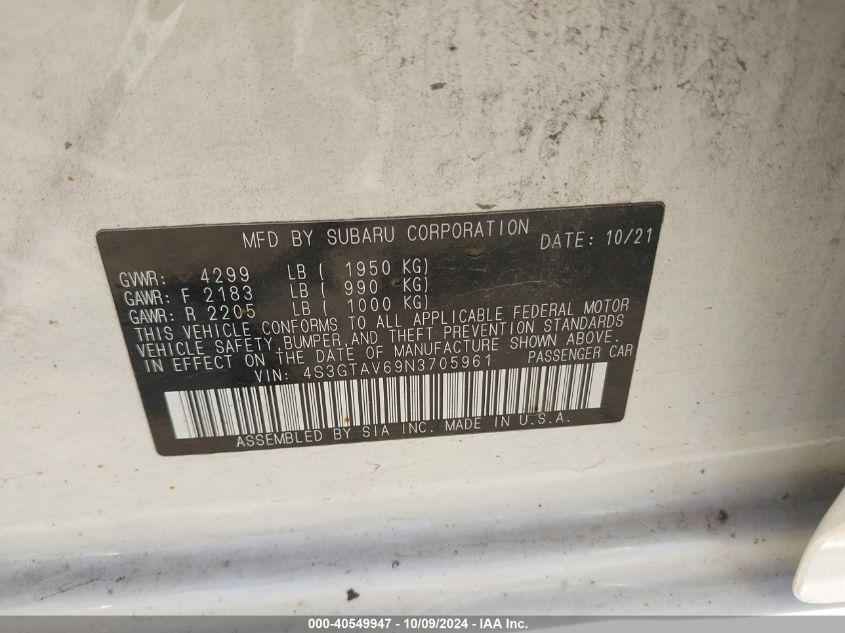 MFD BY SUBARU CORPORATION DATE: 10/21
GVWR: 4299 LB ( 1950 KG)
GAWR: F 2183 LB ( 990 KG)
GAWR: R 2205 LB ( 1000 KG)
THIS VEHICLE CONFORMS TO ALL APPLICABLE FEDERAL MOTOR
VEHICLE SAFETY, BUMPER, AND THEFT PREVENTION STANDARDS
IN EFFECT ON THE DATE OF MANUFACTURE SHOWN ABOVE.
VIN: 4S3GTAV69N3705961 PASSENGER CAR
ASSEMBLED BY SIA INC. MADE IN U.S.A.
000-40549947 - 10/09/2024 - IAA Inc.